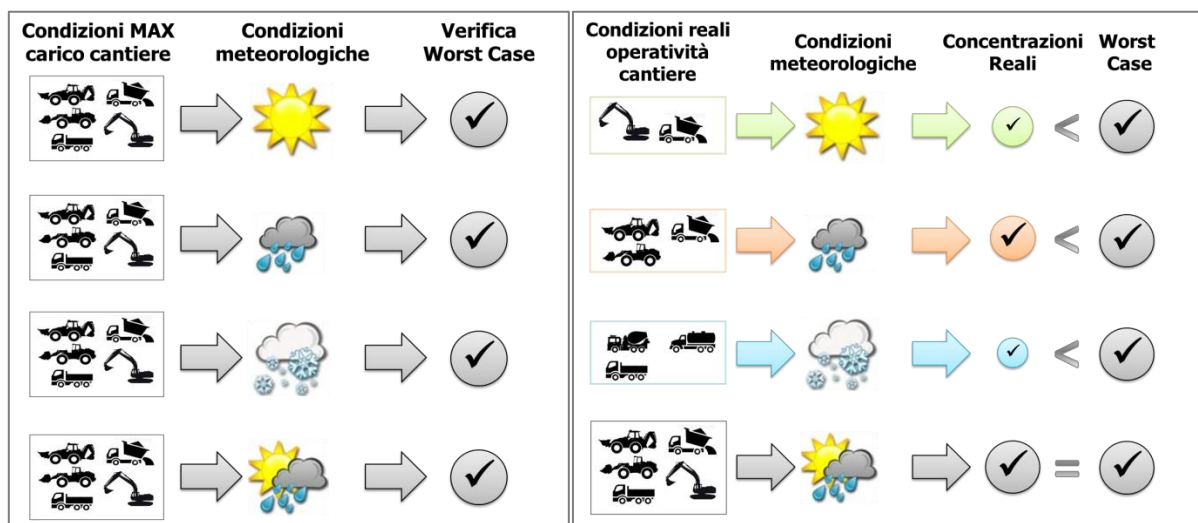 Condizioni MAX
carico cantiere
Condizioni
meteorologiche
Verifica
Worst Case
Condizioni reali
operatività
cantiere
Condizioni
meteorologiche
Concentrazioni
Reali
Worst
Case
<
<
<
=